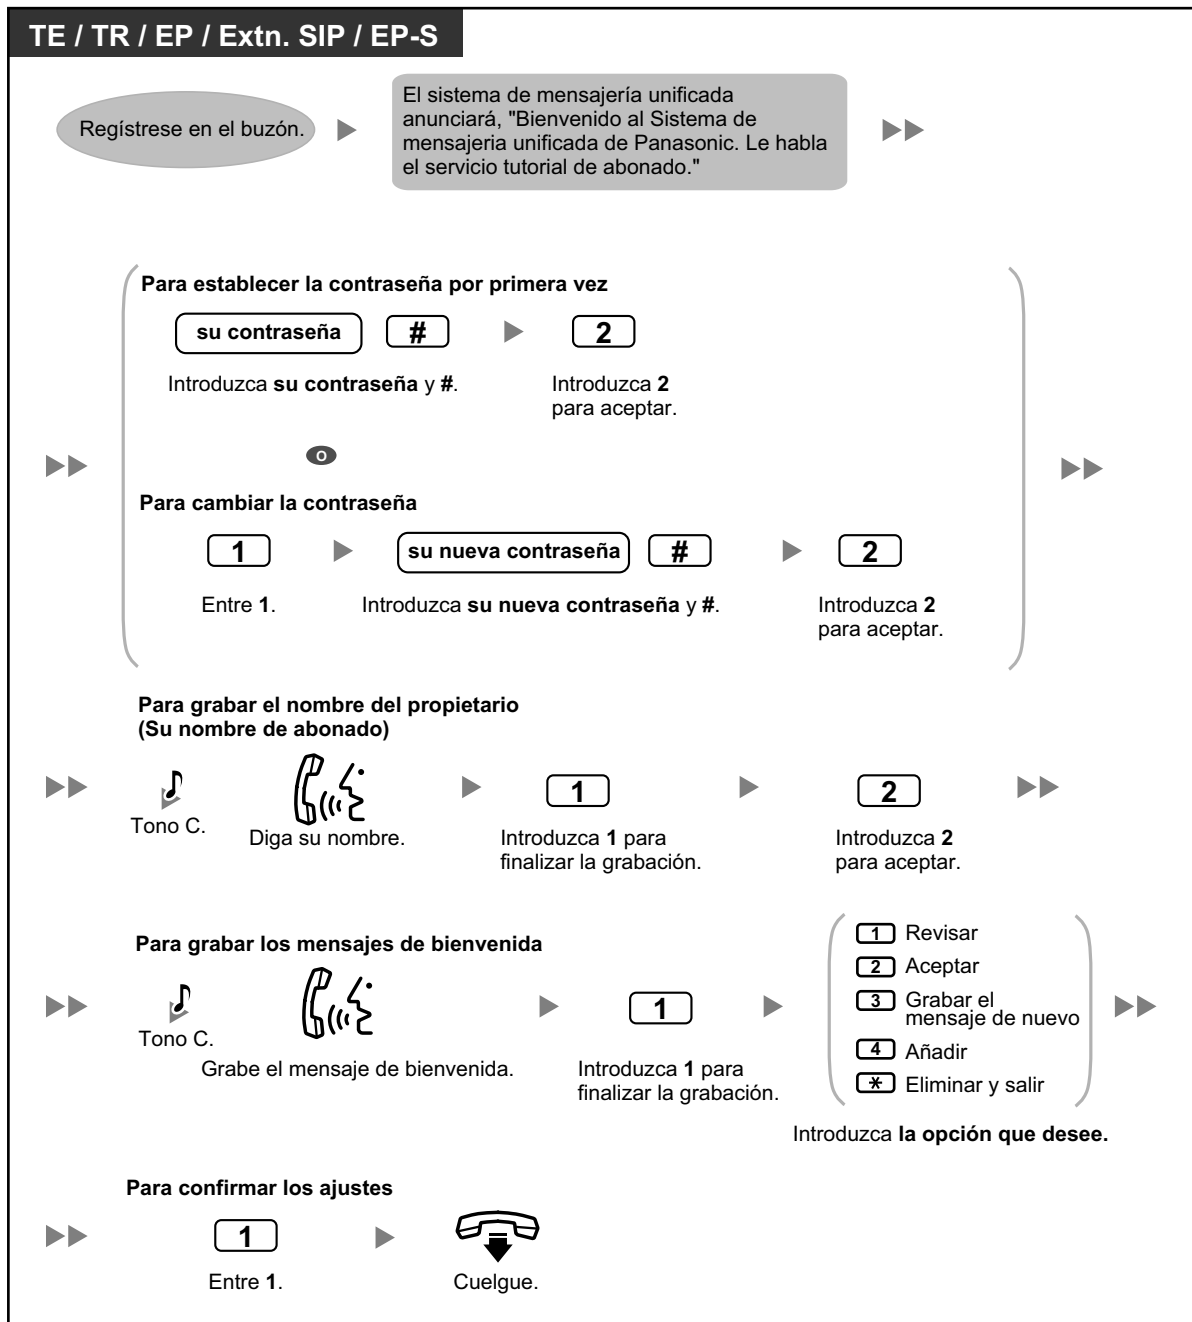 TE / TR / EP / Extn. SIP / EP-S
Regístrese en el buzón.
El sistema de mensajería unificada
anunciará, "Bienvenido al Sistema de
mensajeria unificada de Panasonic. Le habla
el servicio tutorial de abonado."
Para establecer la contraseña por primera vez
su contraseña
#
2
Introduzca su contraseña y #.
Introduzca 2
para aceptar.
O
Para cambiar la contraseña
1
su nueva contraseña
#
2
Entre 1.
Introduzca su nueva contraseña y #.
Introduzca 2
para aceptar.
Para grabar el nombre del propietario
(Su nombre de abonado)
1
2
Tono C.
Diga su nombre.
Introduzca 1 para
finalizar la grabación.
Introduzca 2
para aceptar.
Para grabar los mensajes de bienvenida
1
Tono C.
Grabe el mensaje de bienvenida.
Introduzca 1 para
finalizar la grabación.
1 Revisar
2 Aceptar
3 Grabar el
mensaje de nuevo
4 Añadir
* Eliminar y salir
Introduzca la opción que desee.
Para confirmar los ajustes
1
Entre 1.
Cuelgue.